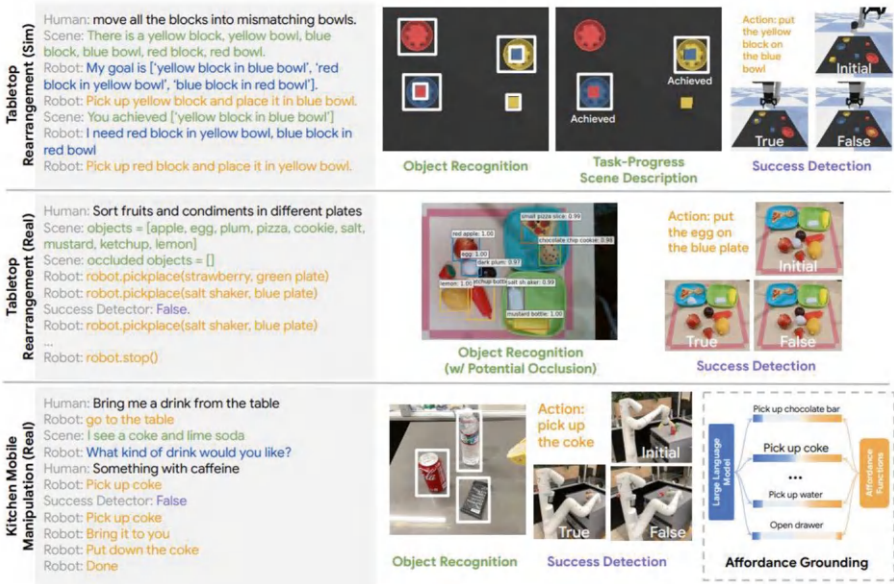 Tabletop
Rearrangement (Sim)
Human: move all the blocks into mismatching bowls.
Scene: There is a yellow block, yellow bowl, blue
block, blue bowl, red block, red bowl.
Robot: My goal is ['yellow block in blue bowl', 'red
block in yellow bowl', 'blue block in red bowl'].
Robot: Pick up yellow block and place it in blue bowl.
Scene: You achieved ['yellow block in blue bowl']
Robot: I need red block in yellow bowl, blue block in
red bowl
Robot: Pick up red block and place it in yellow bowl.
Object Recognition
Achieved
Achieved
Task-Progress
Scene Description
Action: put
the yellow
block on
the blue
bowl
Initial
True
False
Success Detection
Tabletop
Rearrangement (Real)
Human: Sort fruits and condiments in different plates
Scene: objects = [apple, egg, plum, pizza, cookie, salt,
mustard, ketchup, lemon]
Scene: occluded objects = []
Robot: robot.pickplace(strawberry, green plate)
Robot: robot.pickplace(salt shaker, blue plate)
Success Detector: False.
Robot: robot.pickplace(salt shaker, blue plate)
...
Robot: robot.stop()
small pizza slice: 0.99
red apple: 1.00
chocolate chip cookie: 0.98
egg: 1.00
dark plum: 0.97
lemon: 1.00
salt shaker: 0.99
mustard bottle: 1.00
Object Recognition
(w/ Potential Occlusion)
Action: put
the egg on
the blue plate
Initial
True
False
Success Detection
Kitchen Mobile
Manipulation (Real)
Human: Bring me a drink from the table
Robot: go to the table
Scene: I see a coke and lime soda
Robot: What kind of drink would you like?
Human: Something with caffeine
Robot: Pick up coke
Success Detector: False
Robot: Pick up coke
Robot: Bring it to you
Robot: Put down the coke
Robot: Done
Object Recognition
Action:
pick up
the coke
Initial
True
False
Success Detection
Large Language
Model
Pick up chocolate bar
Pick up coke
...
Pick up water
Open drawer
Affordance
Functions
Affordance Grounding